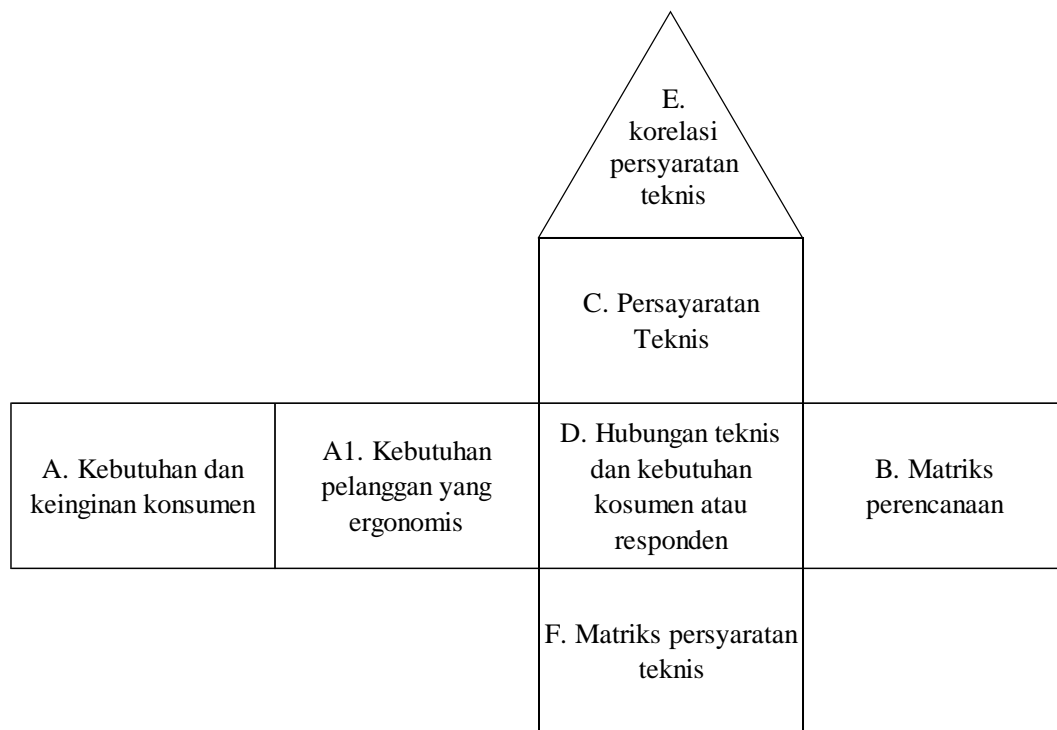 E.
korelasi
persyaratan
teknis
C. Persayaratan
Teknis
A. Kebutuhan dan
keinginan konsumen
A1. Kebutuhan
pelanggan yang
ergonomis
D. Hubungan teknis
dan kebutuhan
kosumen atau
responden
B. Matriks
perencanaan
F. Matriks persyaratan
teknis